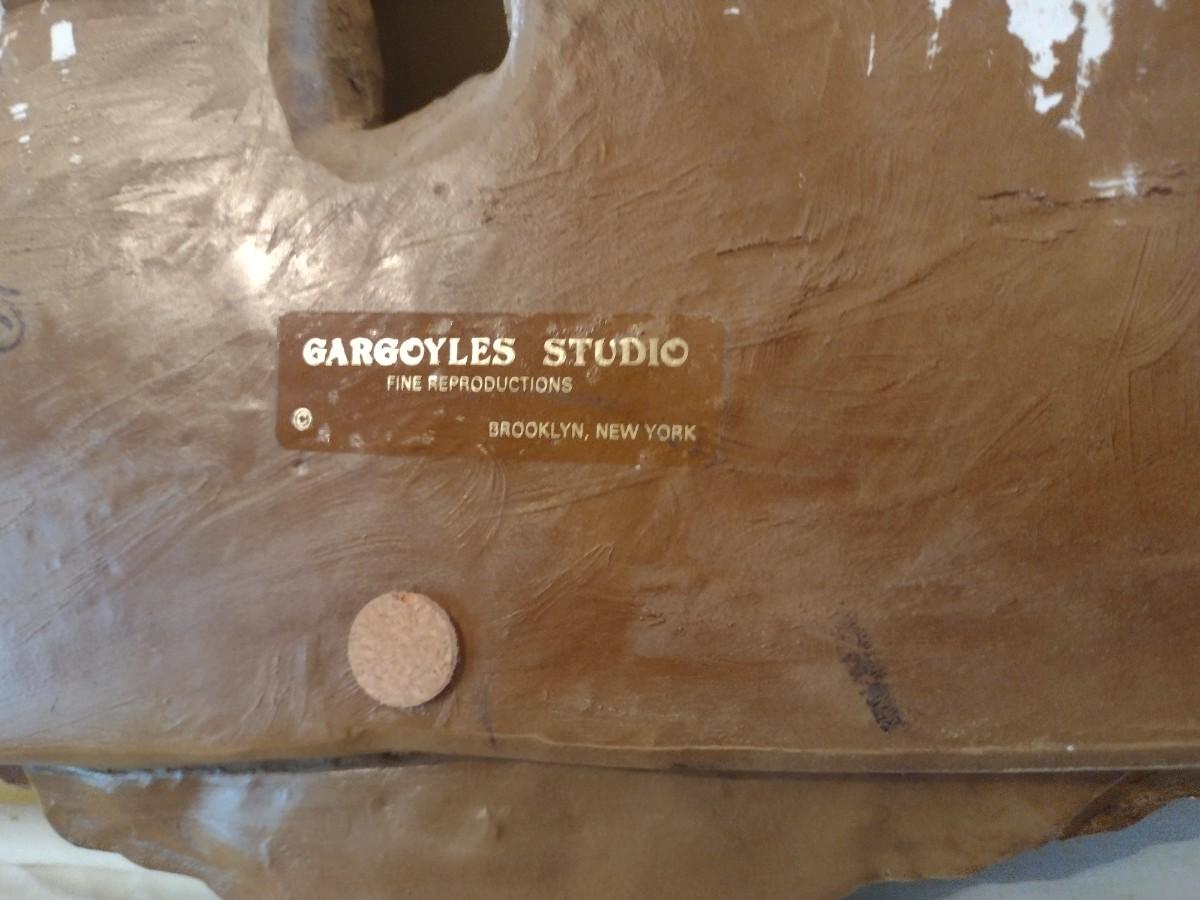 GARGOYLES STUDIO
FINE REPRODUCTIONS
©
BROOKLYN, NEW YORK